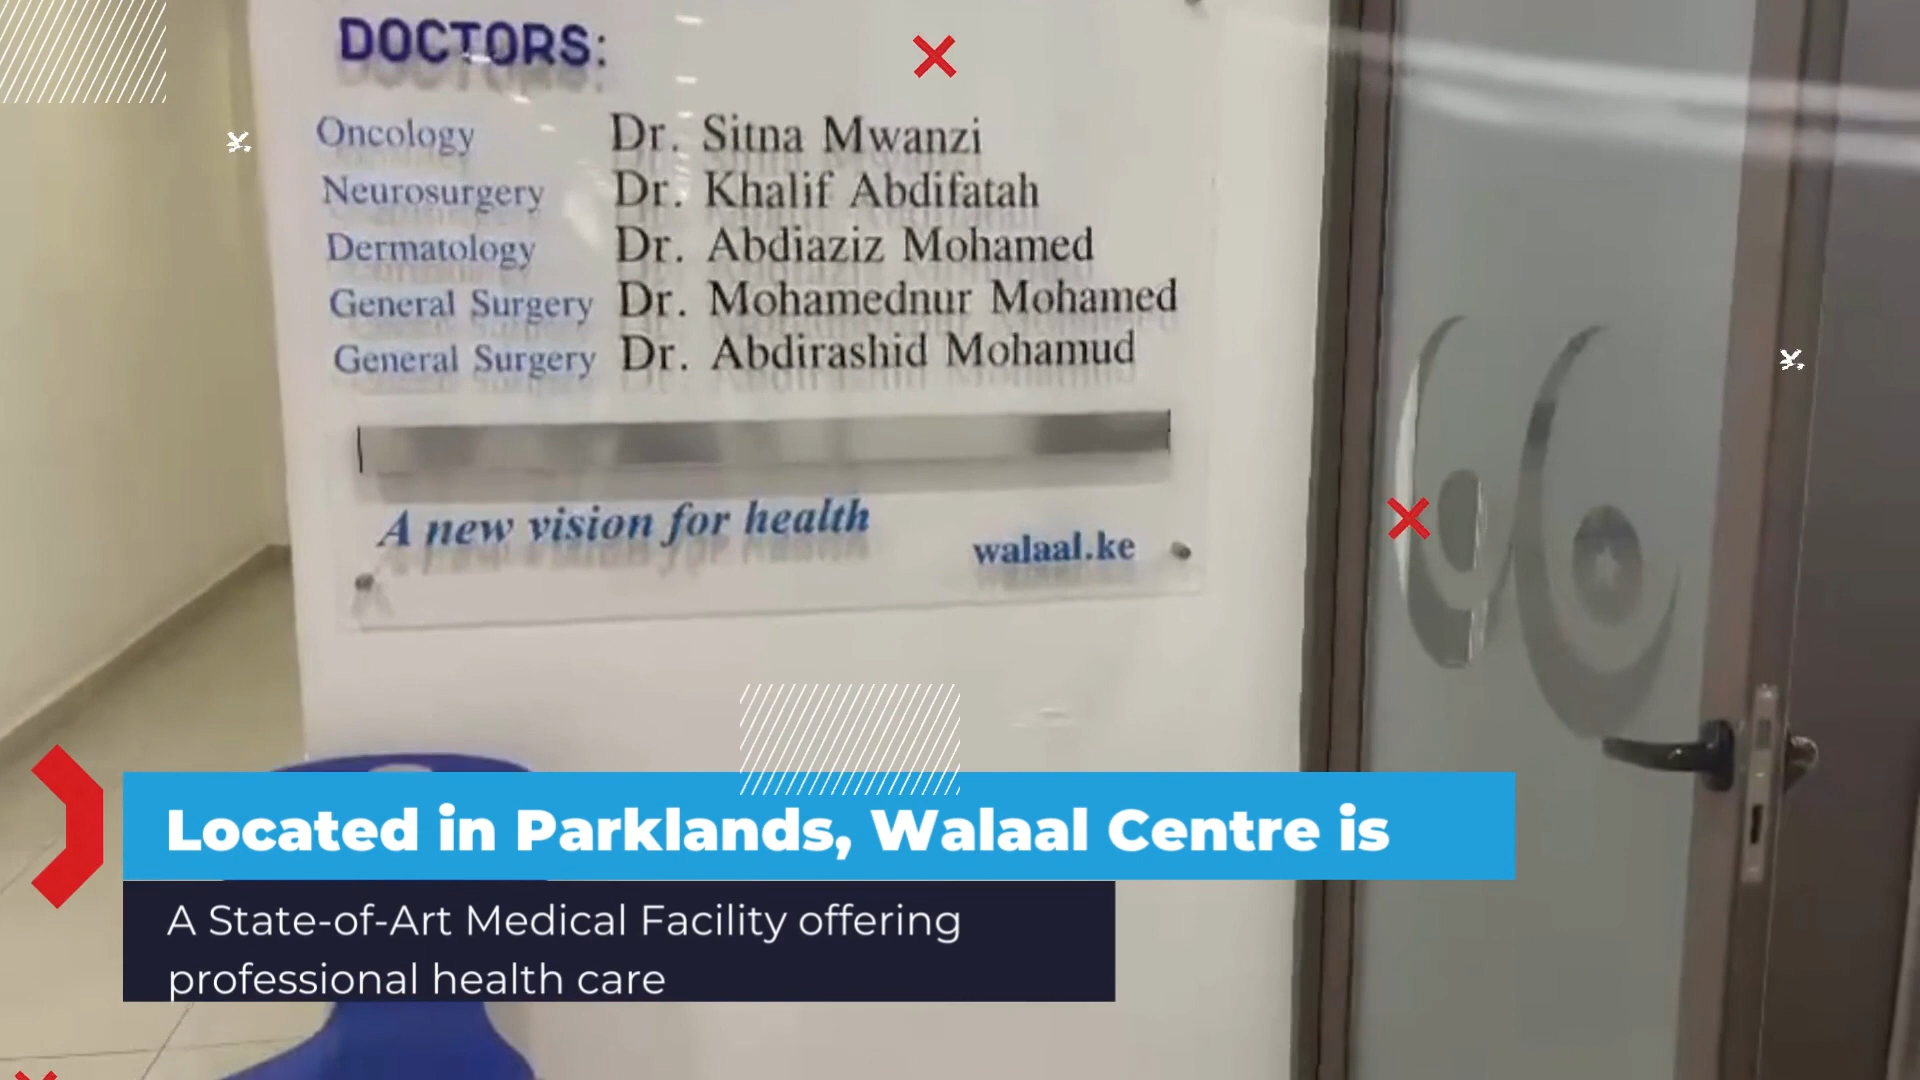 DOCTORS:
Oncology Dr. Sitna Mwanzi
Neurosurgery Dr. Khalif Abdifatah
Dermatology Dr. Abdiaziz Mohamed
General Surgery Dr. Mohamednur Mohamed
General Surgery Dr. Abdirashid Mohamud
A new vision for health
walaal.ke
Located in Parklands, Walaal Centre is
A State-of-Art Medical Facility offering
professional health care